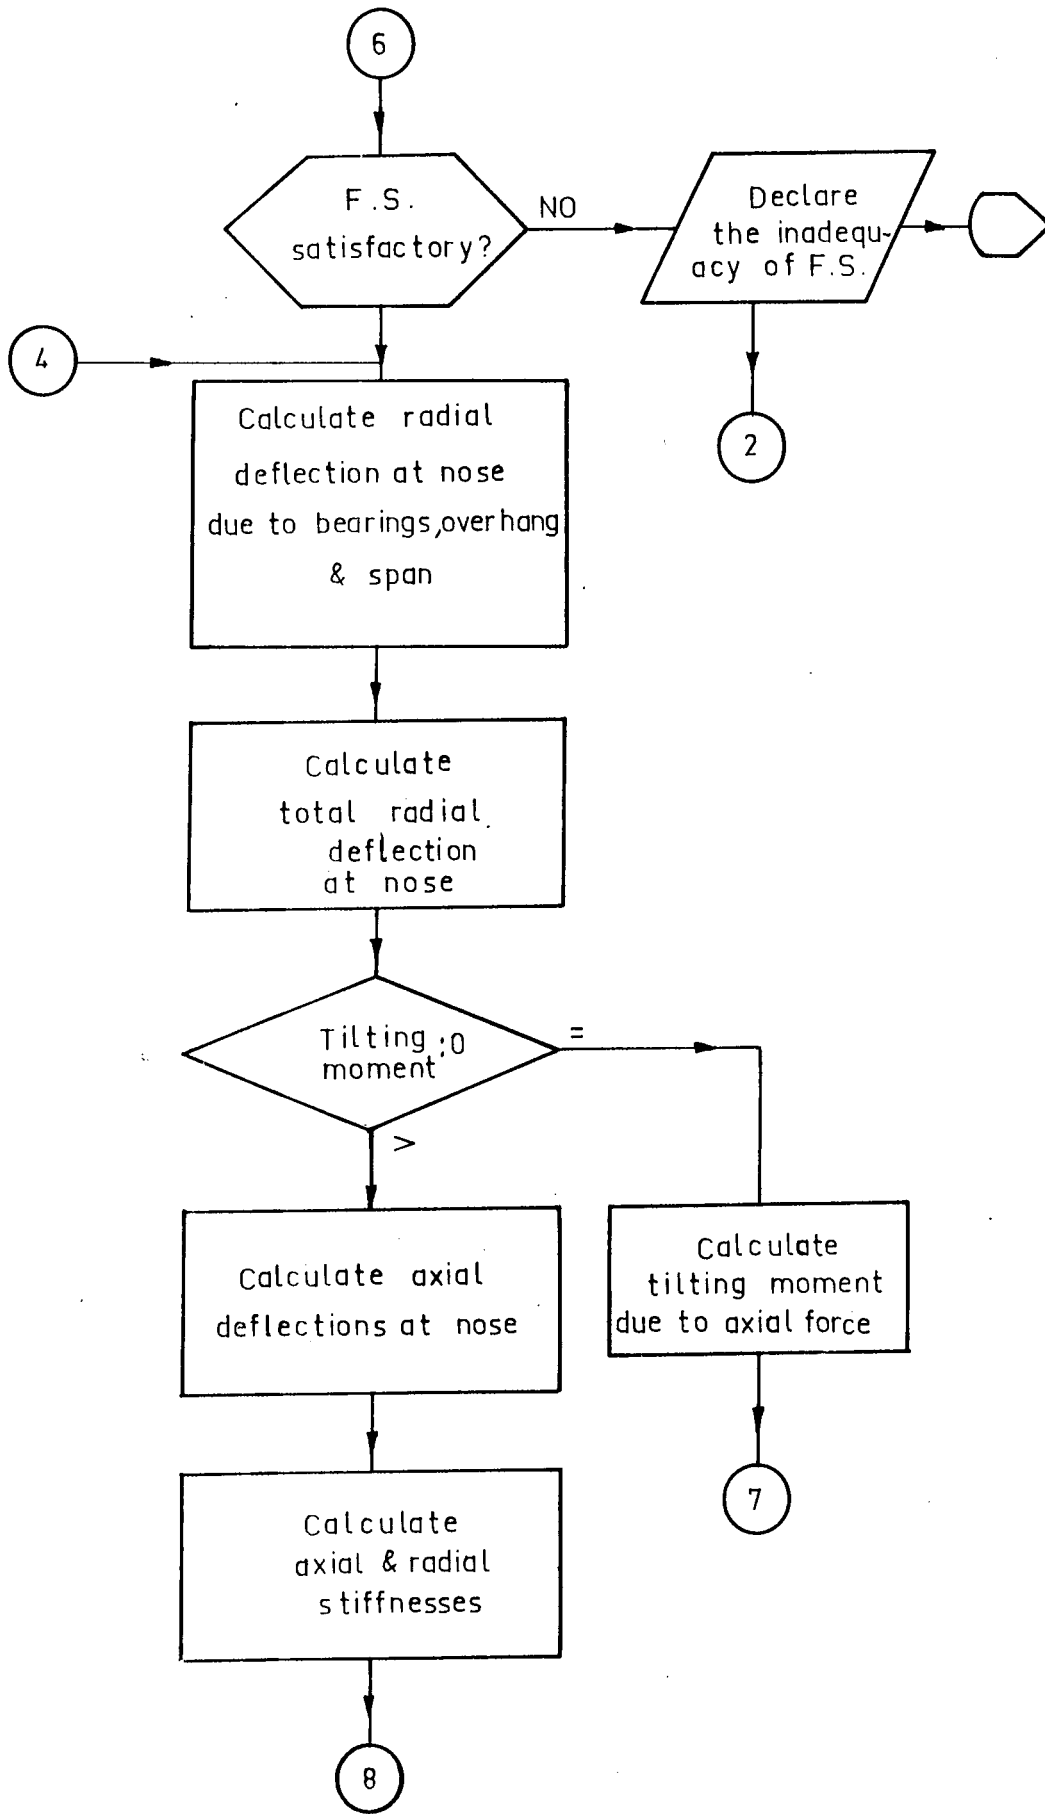 6
F.S.
satisfactory?
NO
Declare
the inadequ-
acy of F.S.
4
2
Calculate radial
deflection at nose
due to bearings,overhang
& span
Calculate
total radial
deflection
at nose
Tilting :0
moment
=
>
Calculate axial
deflections at nose
Calculate
tilting moment
due to axial force
7
Calculate
axial & radial
stiffnesses
8